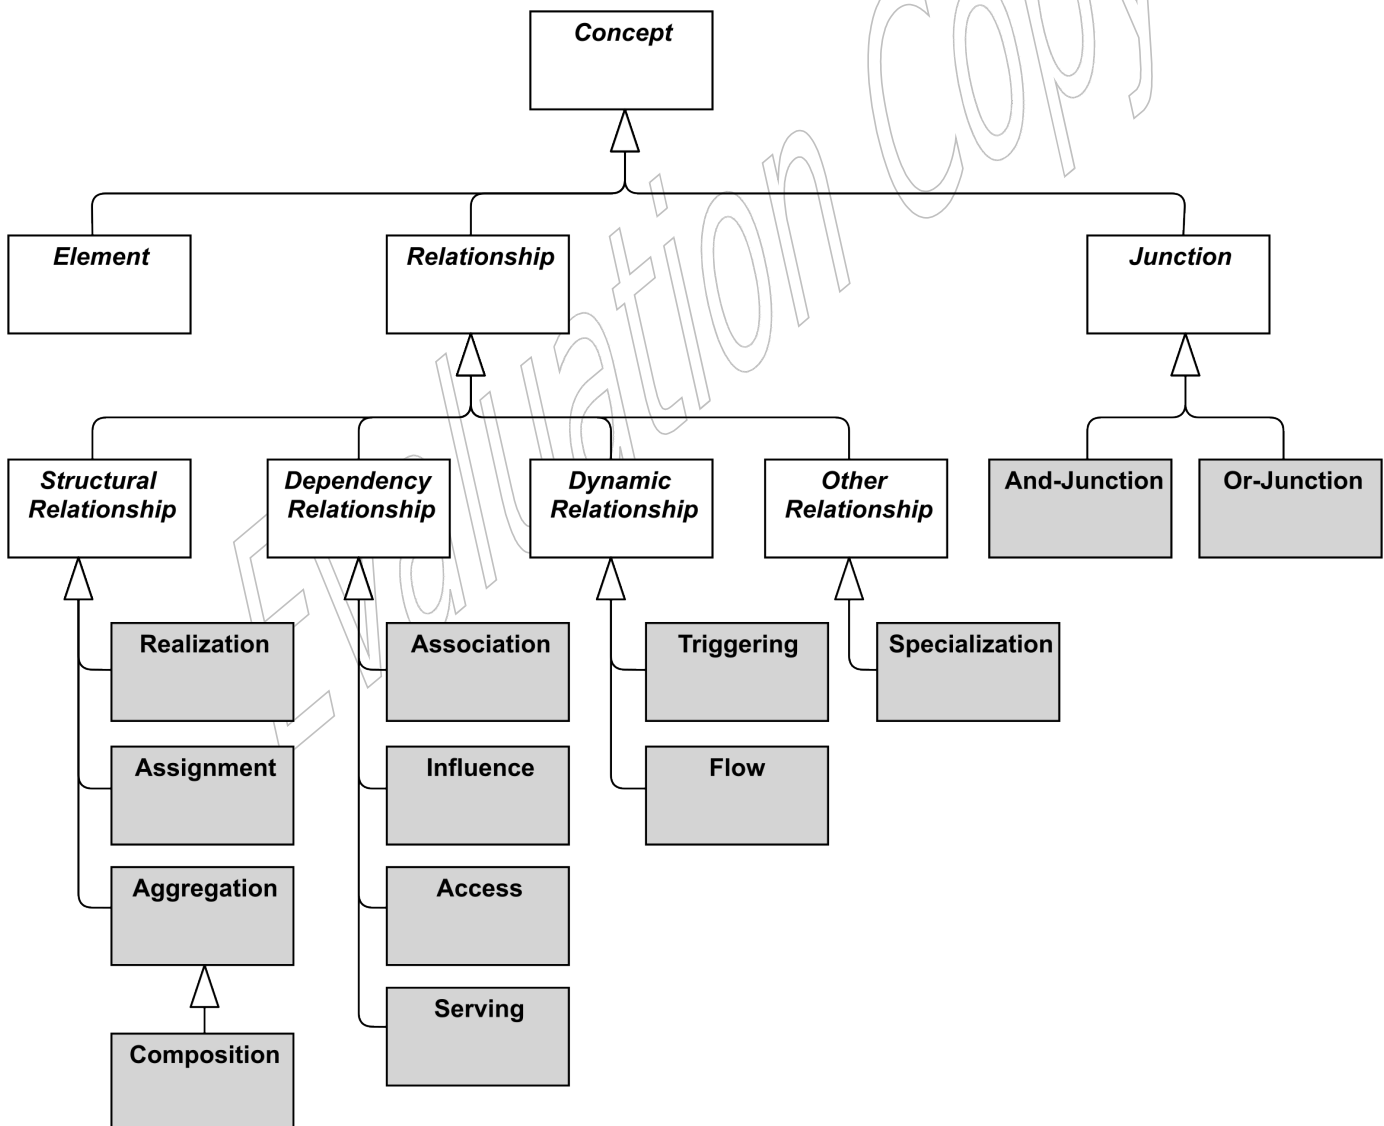 Concept
Element
Relationship
Junction
Structural
Relationship
Dependency
Relationship
Dynamic
Relationship
Other
Relationship
And-Junction
Or-Junction
Realization
Association
Triggering
Specialization
Assignment
Influence
Flow
Aggregation
Access
Serving
Composition
Evaluation Copy